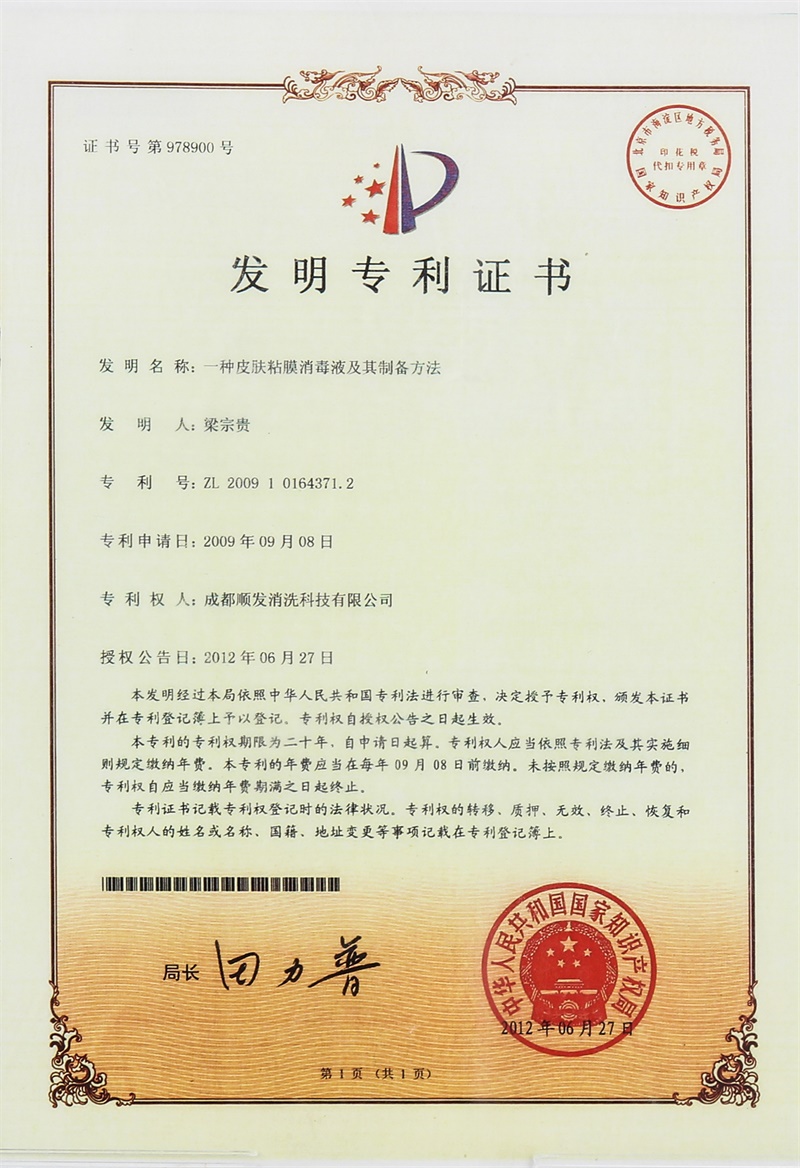 证书号第978900号
北京市海淀区地方税务局
印花税
代扣专用章
国家知识产权局
发明专利证书
发明名称：一种皮肤粘膜消毒液及其制备方法
发明人：梁宗贵
专利号：ZL 2009 1 0164371.2
专利申请日：2009年09月08日
专利权人：成都顺发消洗科技有限公司
授权公告日：2012年06月27日
本发明经过本局依照中华人民共和国专利法进行审查，决定授予专利权，颁发本证书
并在专利登记簿上予以登记。专利权自授权公告之日起生效。
本专利的专利权期限为二十年，自申请日起算。专利权人应当依照专利法及其实施细
则规定缴纳年费。本专利的年费应当在每年09月08日前缴纳。未按照规定缴纳年费的，
专利权自应当缴纳年费期满之日起终止。
专利证书记载专利权登记时的法律状况。专利权的转移、质押、无效、终止、恢复和
专利权人的姓名或名称、国籍、地址变更等事项记载在专利登记簿上。
局长 田力普
中华人民共和国国家知识产权局
2012年06月27日
第1页（共1页）